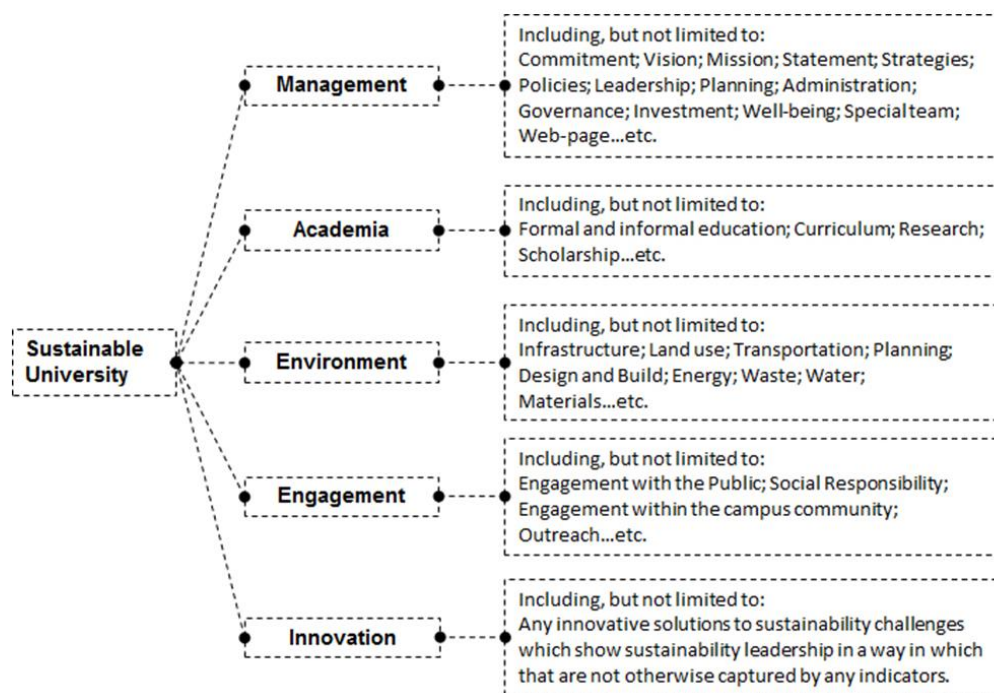 Including, but not limited to:
Commitment; Vision; Mission; Statement; Strategies;
Policies; Leadership; Planning; Administration;
Governance; Investment; Well-being; Special team;
Web-page...etc.
Management
Including, but not limited to:
Formal and informal education; Curriculum; Research;
Scholarship...etc.
Academia
Sustainable
University
Including, but not limited to:
Infrastructure; Land use; Transportation; Planning;
Design and Build; Energy; Waste; Water;
Materials...etc.
Environment
Including, but not limited to:
Engagement with the Public; Social Responsibility;
Engagement within the campus community;
Outreach...etc.
Engagement
Including, but not limited to:
Any innovative solutions to sustainability challenges
which show sustainability leadership in a way in which
that are not otherwise captured by any indicators.
Innovation